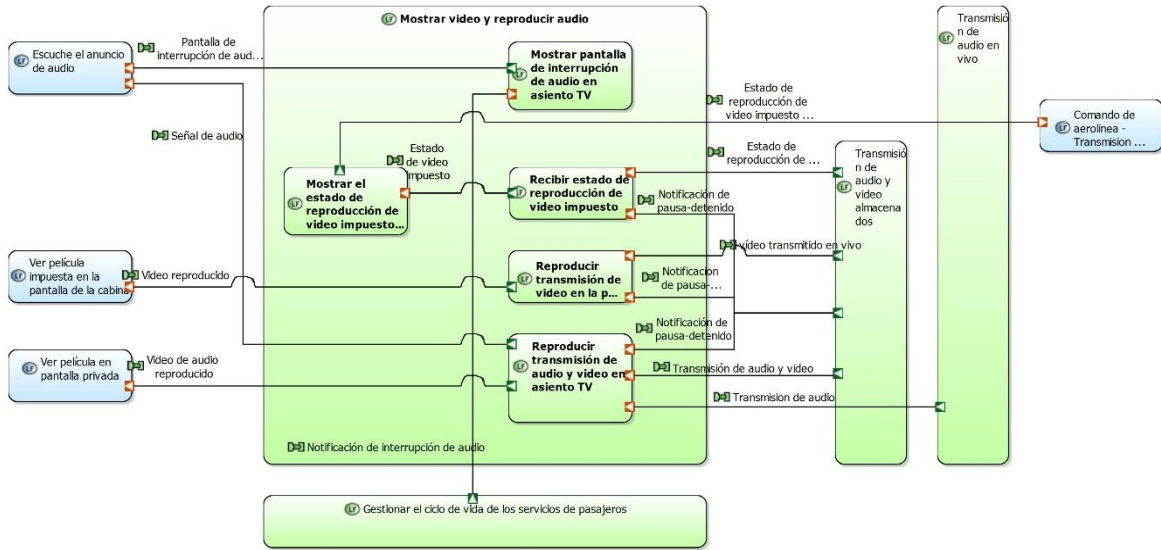 Mostrar video y reproducir audio
Transmisió
n de
audio en
vivo
Escuche el anuncio
de audio
Pantalla de
interrupción de aud...
Mostrar pantalla
de interrupción
de audio en
asiento TV
Estado de
reproducción de
video impuesto ...
Comando de
aerolinea -
Transmision ...
Señal de audio
Estado
de video
impuesto
Estado de
reproducción de ...
Transmisió
n de
audio y
video
almacena
dos
Mostrar el
estado de
reproducción de
video impuesto...
Recibir estado de
reproducción de
video impuesto
Notificación de
pausa-detenido
Ver película
impuesta en la
pantalla de la cabina
Video reproducido
Reproducir
transmisión de
video en la p...
vídeo transmitido en vivo
Notificacion
de pausa-...
Notificación de
pausa-detenido
Ver película en
pantalla privada
Video de audio
reproducido
Reproducir
transmisión de
audio y video en
asiento TV
Transmisión de audio y video
Transmision de audio
Notificación de interrupción de audio
Gestionar el ciclo de vida de los servicios de pasajeros